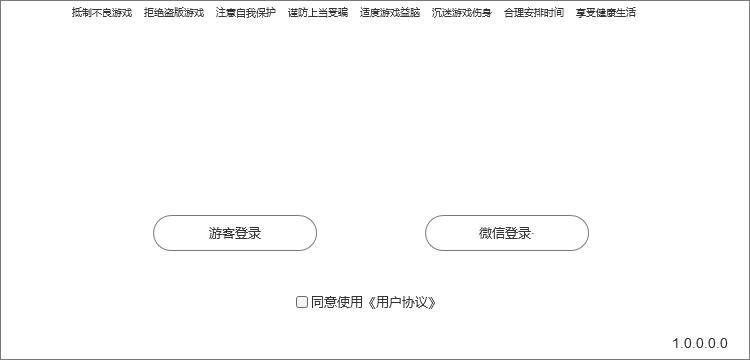 抵制不良游戏 拒绝盗版游戏 注意自我保护 谨防上当受骗 适度游戏益脑 沉迷游戏伤身 合理安排时间 享受健康生活
游客登录 微信登录·
同意使用《用户协议》
1.0.0.0.0